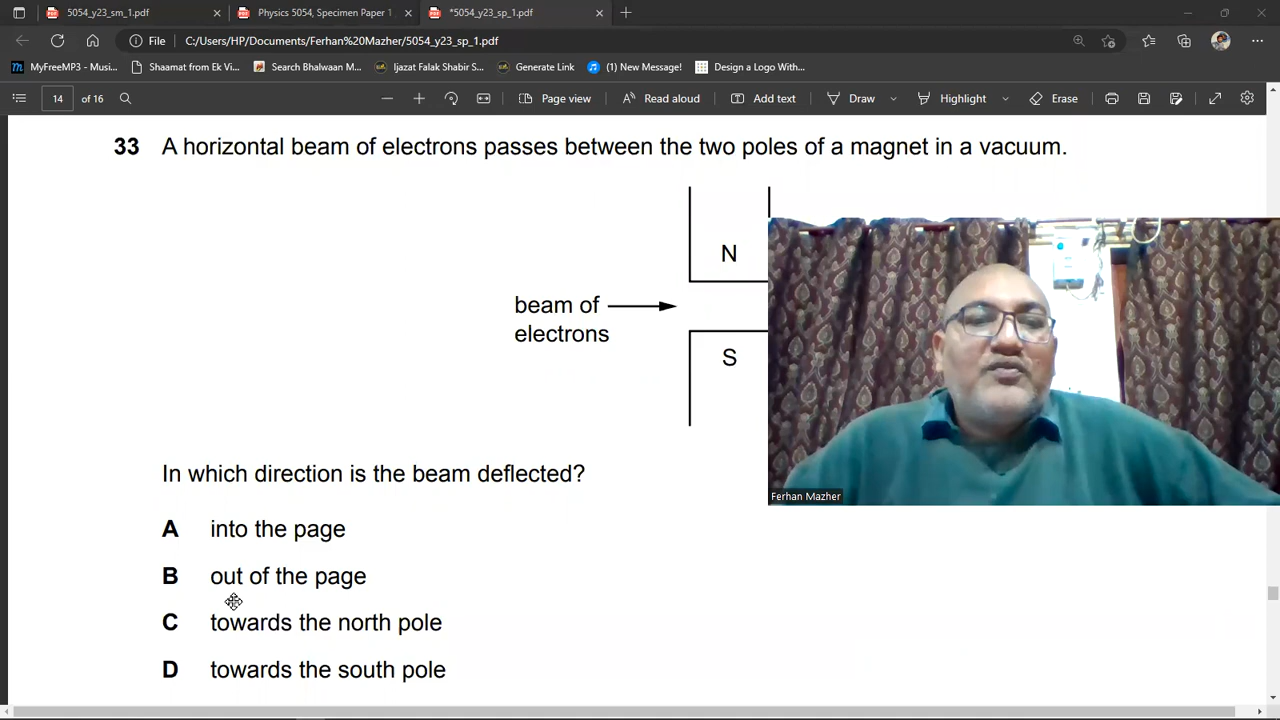 5054_y23_sm_1.pdf
Physics 5054, Specimen Paper 1
*5054_y23_sp_1.pdf
File
C:/Users/HP/Documents/Ferhan%20Mazher/5054_y23_sp_1.pdf
MyFreeMP3 - Musi...
Shaamat from Ek Vi...
Search Bhalwaan M...
Ijazat Falak Shabir S...
Generate Link
(1) New Message!
Design a Logo With...
14 of 16
Page view
Read aloud
Add text
Draw
Highlight
Erase
33 A horizontal beam of electrons passes between the two poles of a magnet in a vacuum.
N
beam of
electrons
S
Ferhan Mazher
In which direction is the beam deflected?
A into the page
B out of the page
C towards the north pole
D towards the south pole